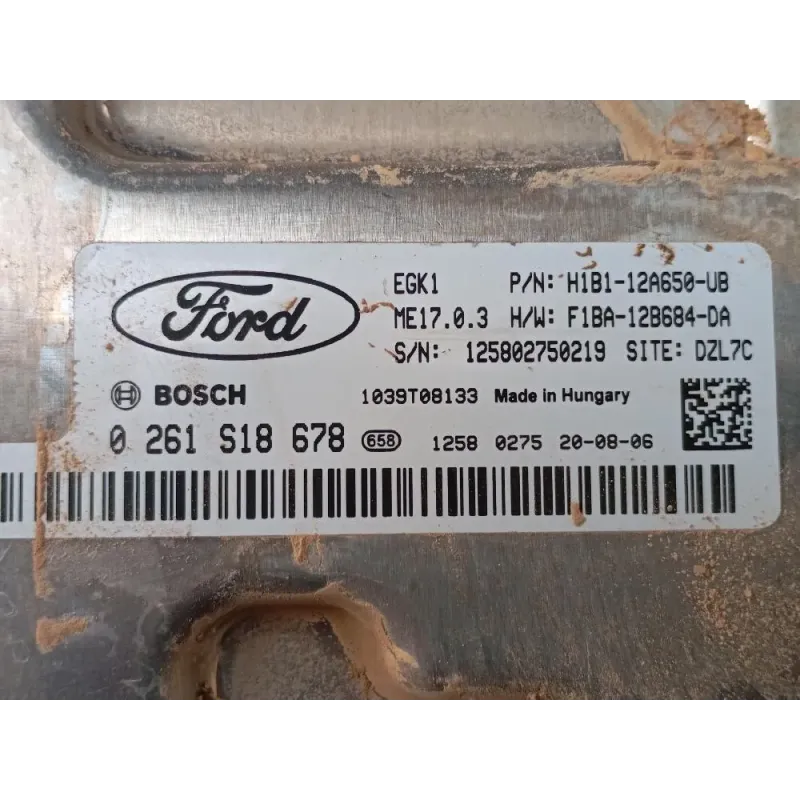 Ford
EGK1 P/N: H1B1-12A650-UB
ME17.0.3 H/W: F1BA-12B684-DA
S/N: 125802750219 SITE: DZL7C
BOSCH 1039T08133 Made in Hungary
0 261 S18 678 658 1258 0275 20-08-06